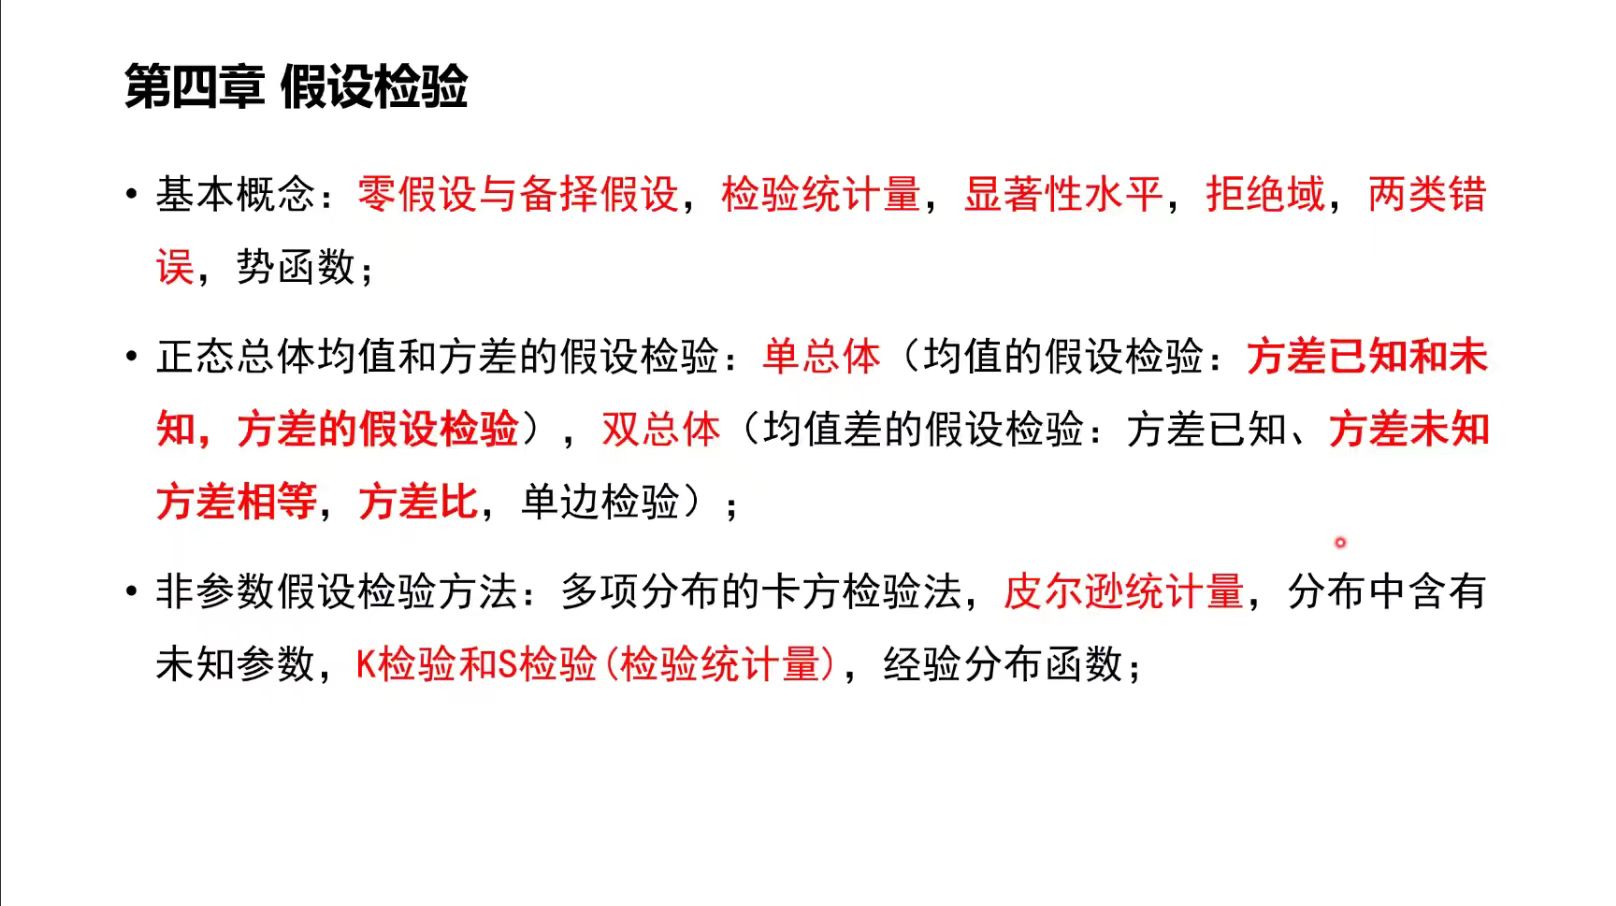 第四章 假设检验
• 基本概念：零假设与备择假设，检验统计量，显著性水平，拒绝域，两类错
误，势函数；
• 正态总体均值和方差的假设检验：单总体（均值的假设检验：方差已知和未
知，方差的假设检验），双总体（均值差的假设检验：方差已知、方差未知
方差相等，方差比，单边检验）；
• 非参数假设检验方法：多项分布的卡方检验法，皮尔逊统计量，分布中含有
未知参数，K检验和S检验(检验统计量)，经验分布函数；